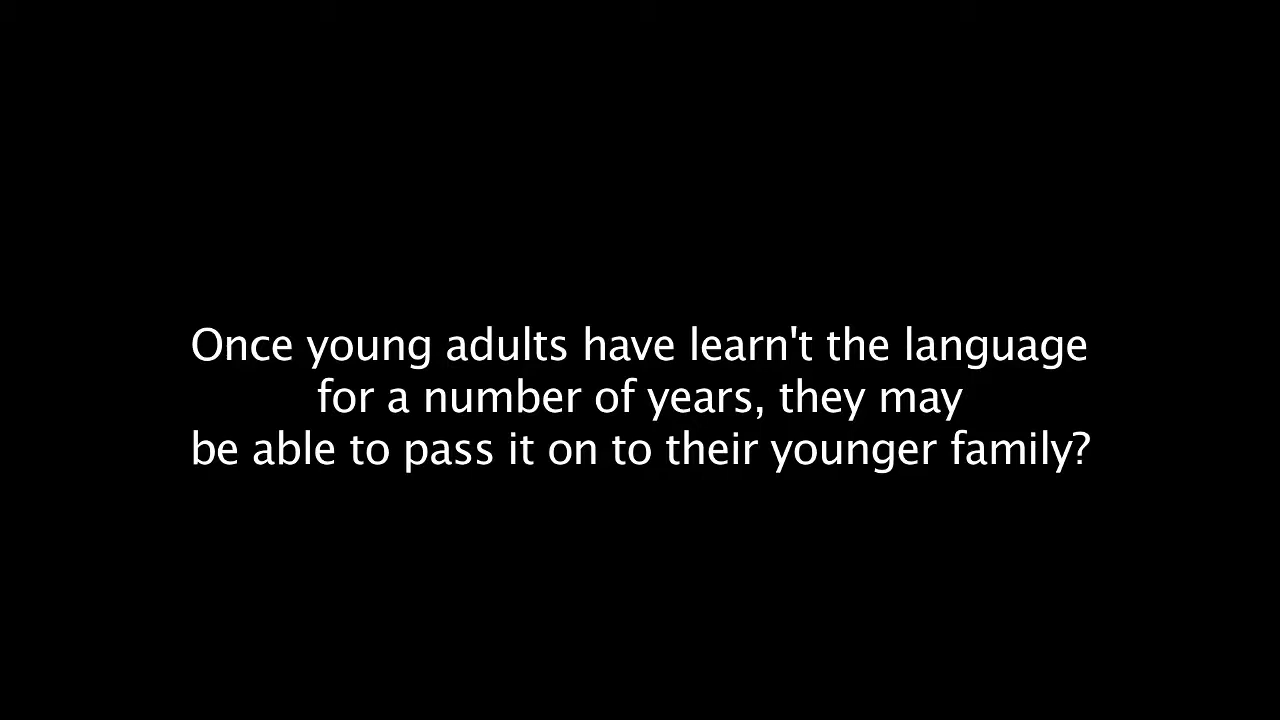 Once young adults have learn't the language
for a number of years, they may
be able to pass it on to their younger family?